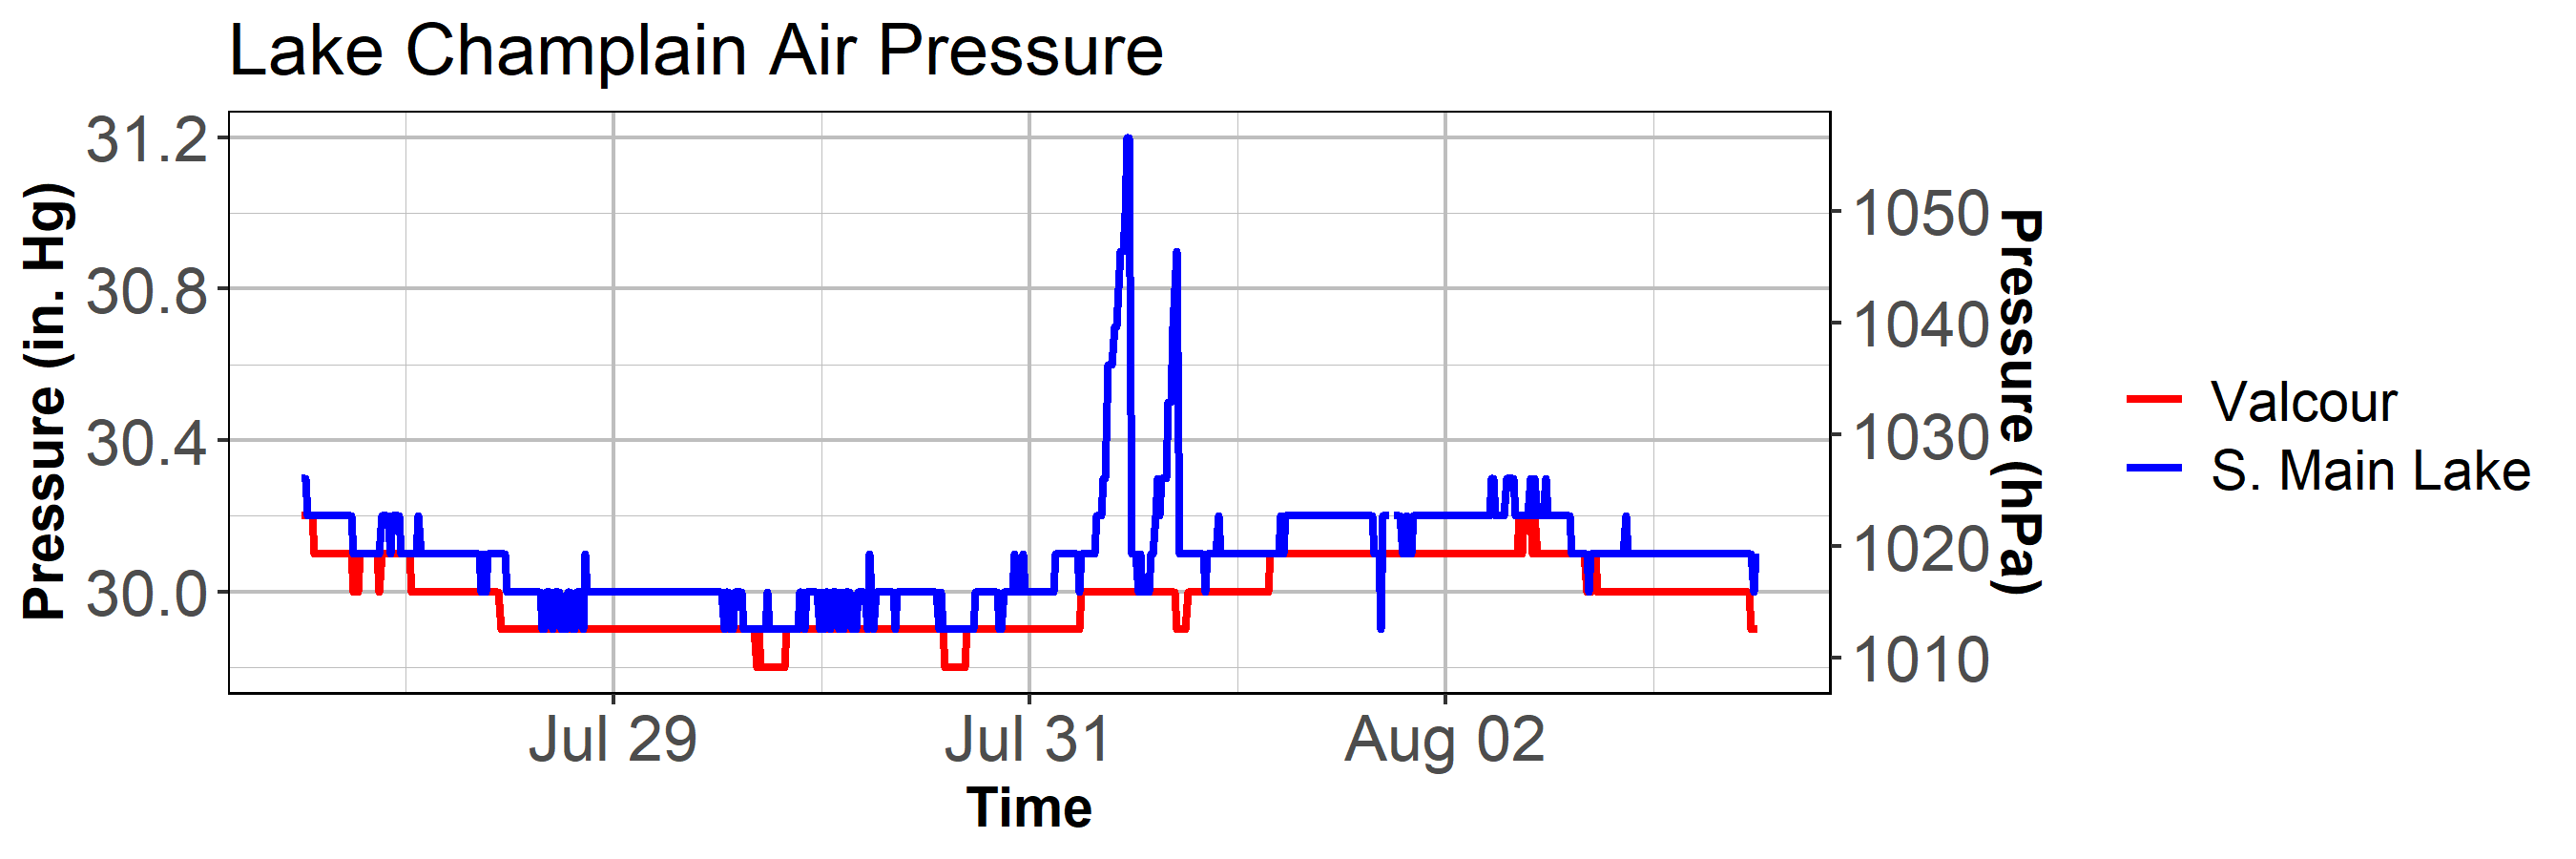 Lake Champlain Air Pressure
Pressure (in. Hg)
31.2
30.8
30.4
30.0
1050
1040
1030
1020
1010
Pressure (hPa)
Jul 29
Jul 31
Aug 02
Time
Valcour
S. Main Lake